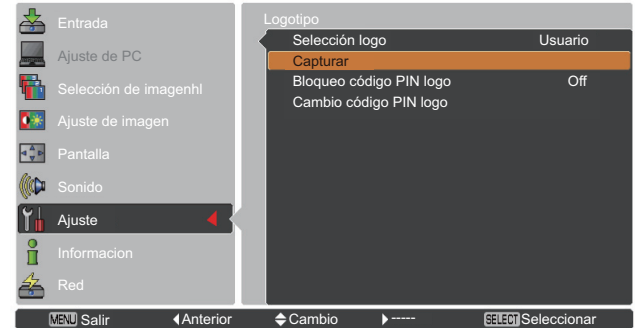 Entrada
Ajuste de PC
Selección de imagenhl
Ajuste de imagen
Pantalla
Sonido
Ajuste
Informacion
Red
Logotipo
Selección logo Usuario
Capturar
Bloqueo código PIN logo Off
Cambio código PIN logo
MENU Salir Anterior Cambio ----- SELECT Seleccionar